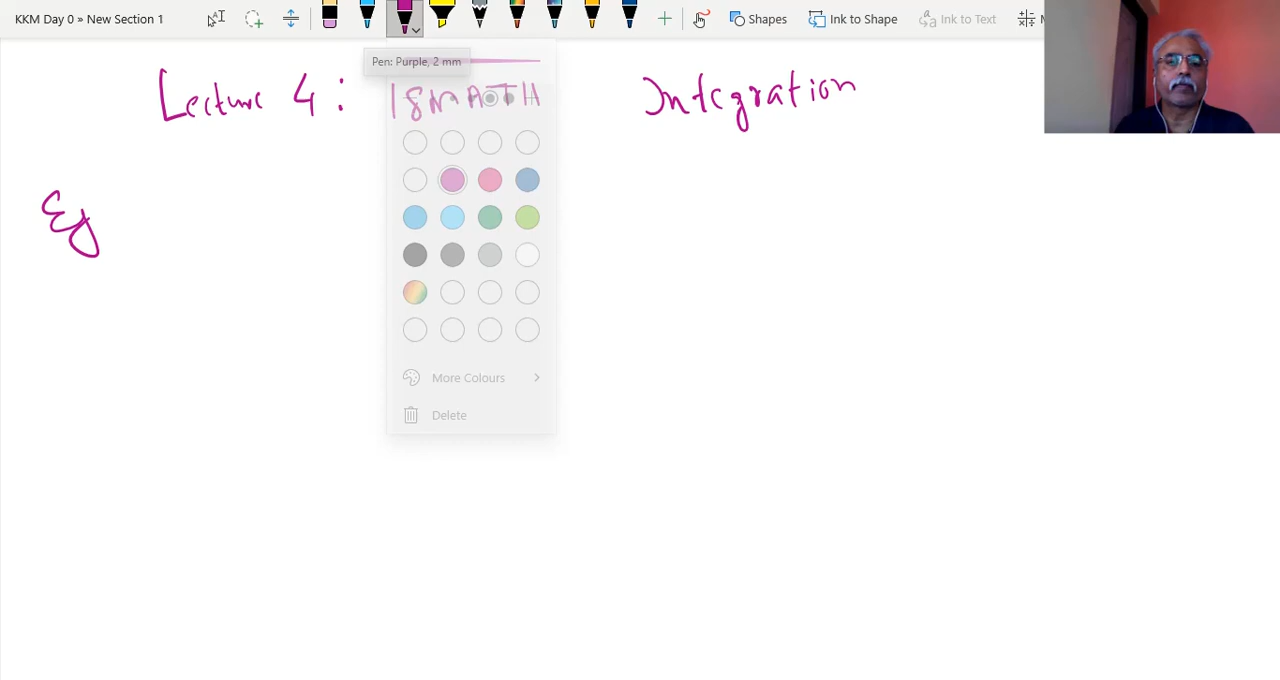 KKM Day 0 » New Section 1
Shapes
Ink to Shape
Ink to Text
Pen: Purple, 2 mm
Lecture 4: 18MATH Integration
Eg
More Colours
Delete